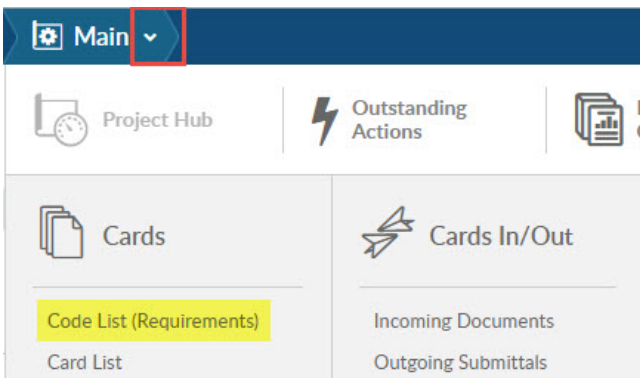 Main
Project Hub
Outstanding
Actions
Cards
Cards In/Out
Code List (Requirements)
Incoming Documents
Card List
Outgoing Submittals